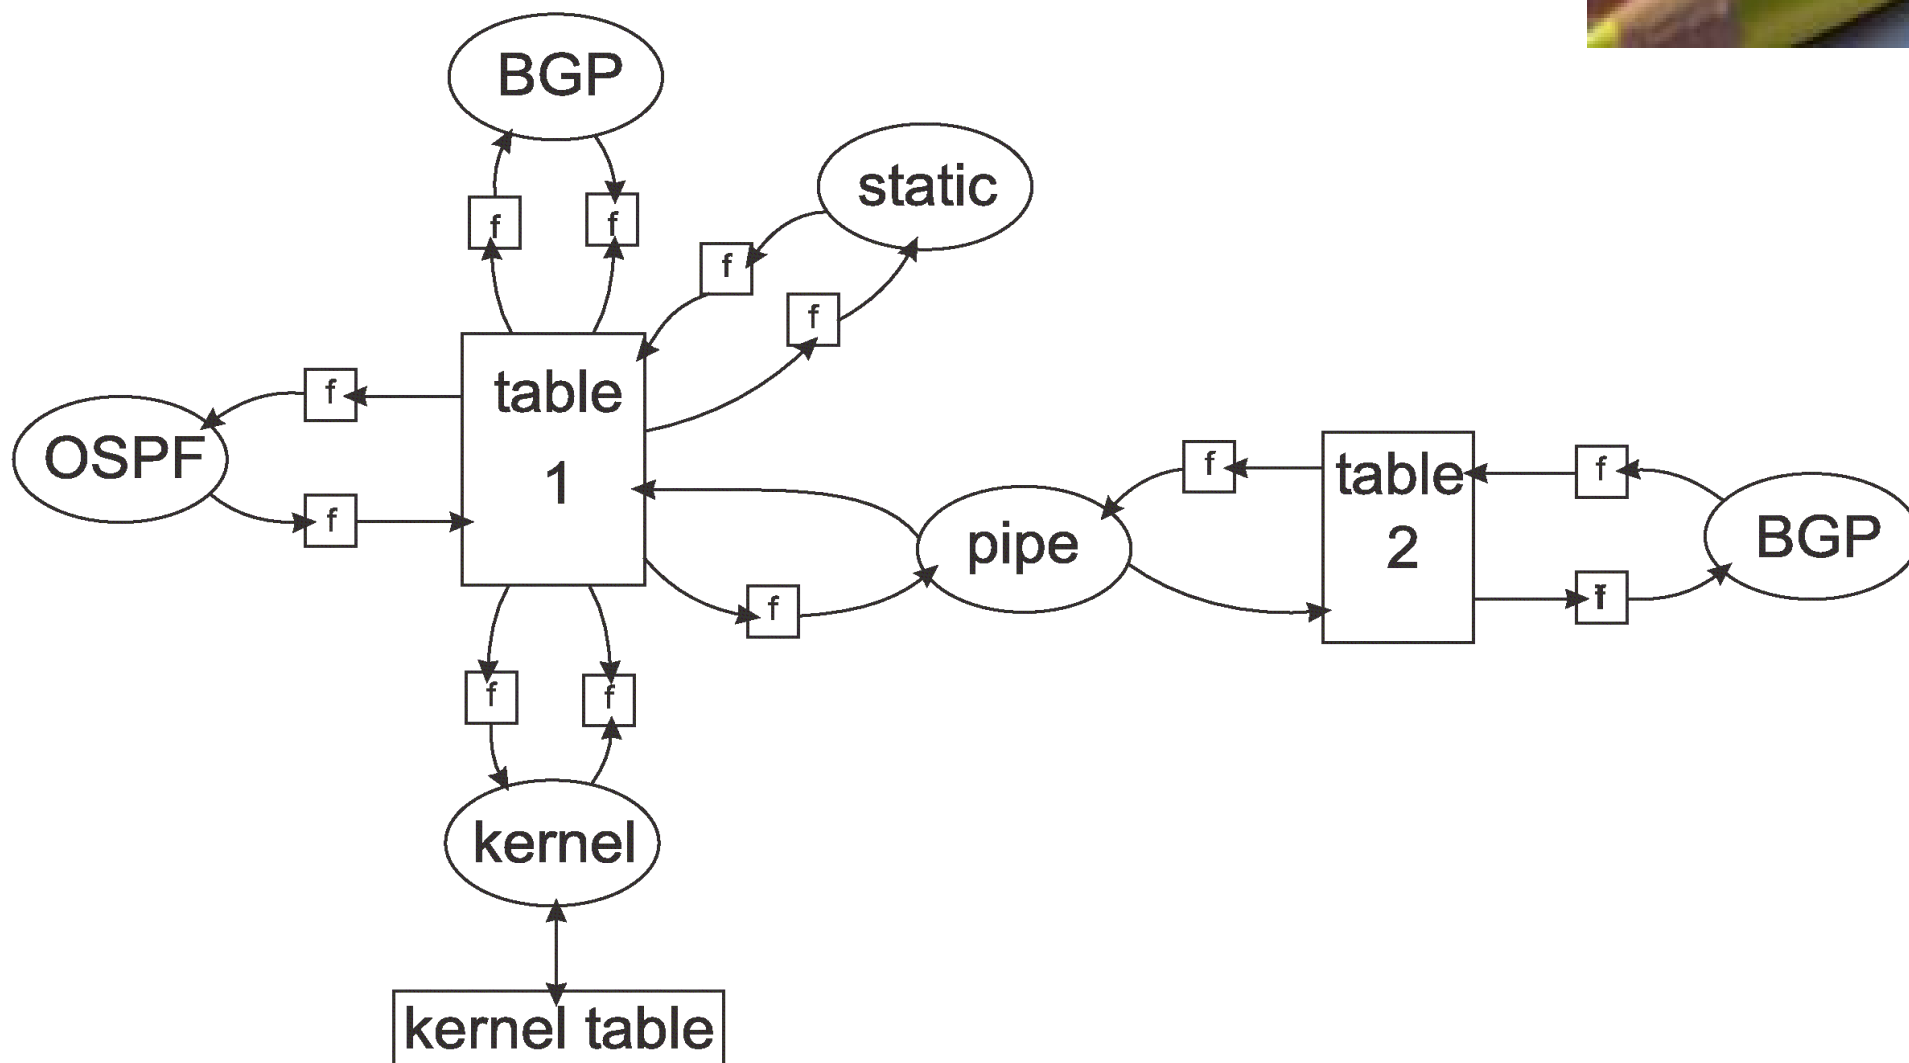 BGP
static
f
f
f
f
table
1
f
OSPF
f
f
table
2
f
BGP
pipe
f
f
f
f
kernel
kernel table